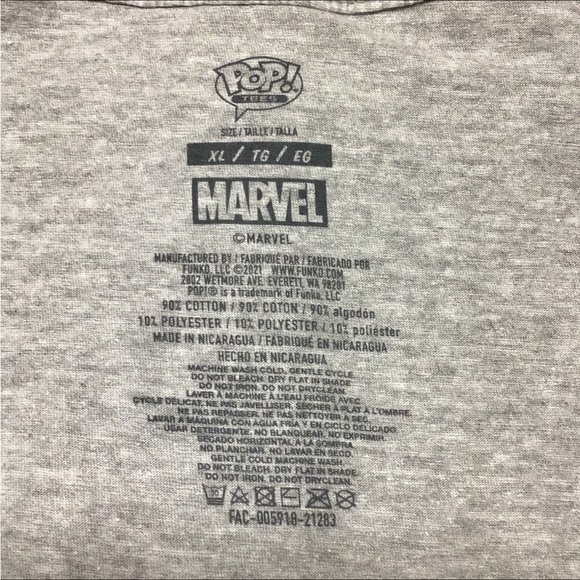 POP!
TEES
SIZE / TAILLE / TALLA
XL / TG / EG
MARVEL
©MARVEL
MANUFACTURED BY / FABRIQUÉ PAR / FABRICADO POR
FUNKO, LLC ©2021 WWW.FUNKO.COM
2802 WETMORE AVE. EVERETT, WA 98201
POP!® is a trademark of Funko, LLC
90% COTTON / 90% COTON / 90% algodón
10% POLYESTER / 10% POLYESTER / 10% poliéster
MADE IN NICARAGUA / FABRIQUÉ EN NICARAGUA
HECHO EN NICARAGUA
MACHINE WASH COLD, GENTLE CYCLE
DO NOT BLEACH. DRY FLAT IN SHADE
DO NOT IRON. DO NOT DRYCLEAN.
LAVER À MACHINE À L'EAU FROIDE AVEC
CYCLE DÉLICAT. NE PAS JAVELLISER. SÉCHER À PLAT À L'OMBRE.
NE PAS REPASSER. NE PAS NETTOYER À SEC.
LAVAR A MÁQUINA CON AGUA FRÍA Y EN CICLO DELICADO.
USAR DETERGENTE. NO BLANQUEAR. NO EXPRIMIR.
SEGADO HORIZONTAL A LA SOMBRA.
NO PLANCHAR. NO LAVAR EN SECO.
GENTLE COLD MACHINE WASH.
DO NOT BLEACH. DRY FLAT IN SHADE.
DO NOT IRON. DO NOT DRYCLEAN.
30
FAC-005918-21283